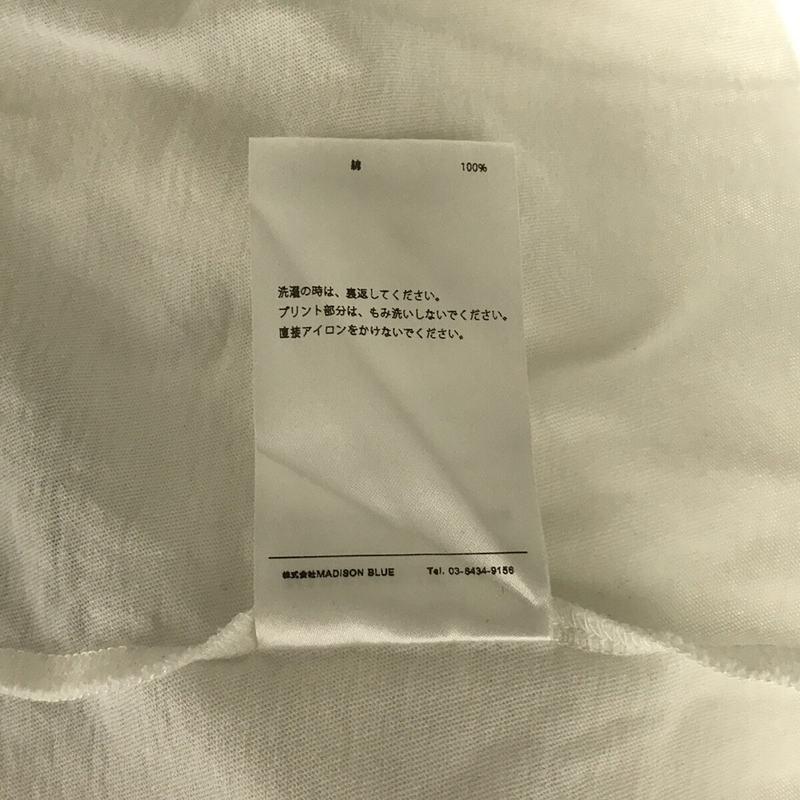 綿 100%
洗濯の時は、裏返してください。
プリント部分は、もみ洗いしないでください。
直接アイロンをかけないでください。
株式会社MADISON BLUE Tel. 03-6434-9156